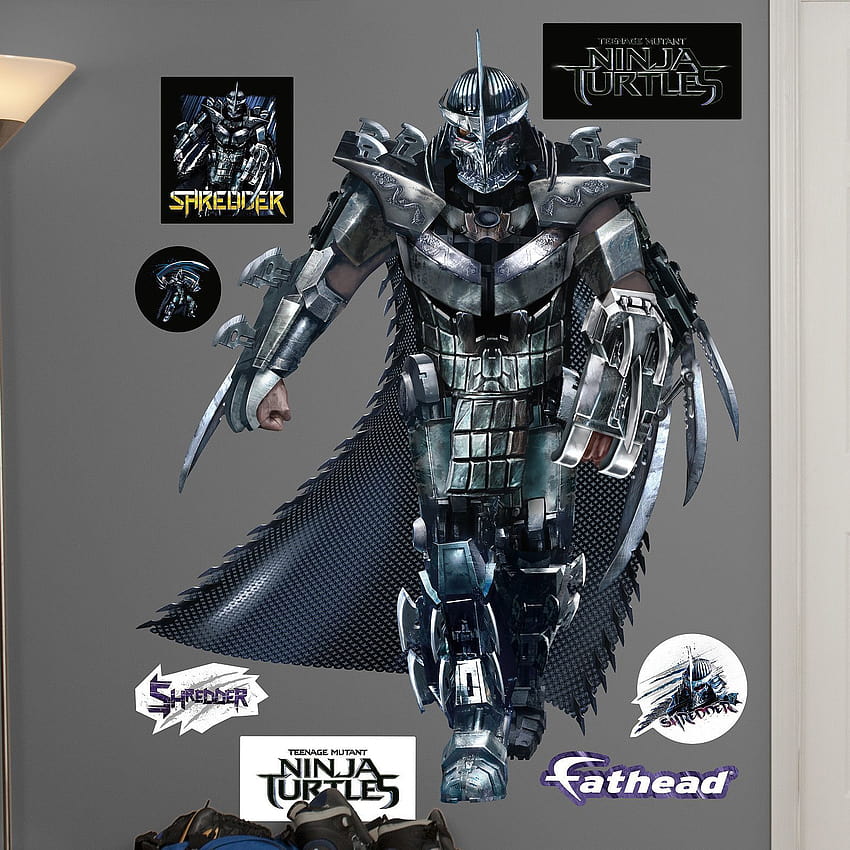 TEENAGE MUTANT
NINJA
TURTLES
SHREDDER
SHREDDER
SHREDDER
TEENAGE MUTANT
NINJA
TURTLES
Fathead